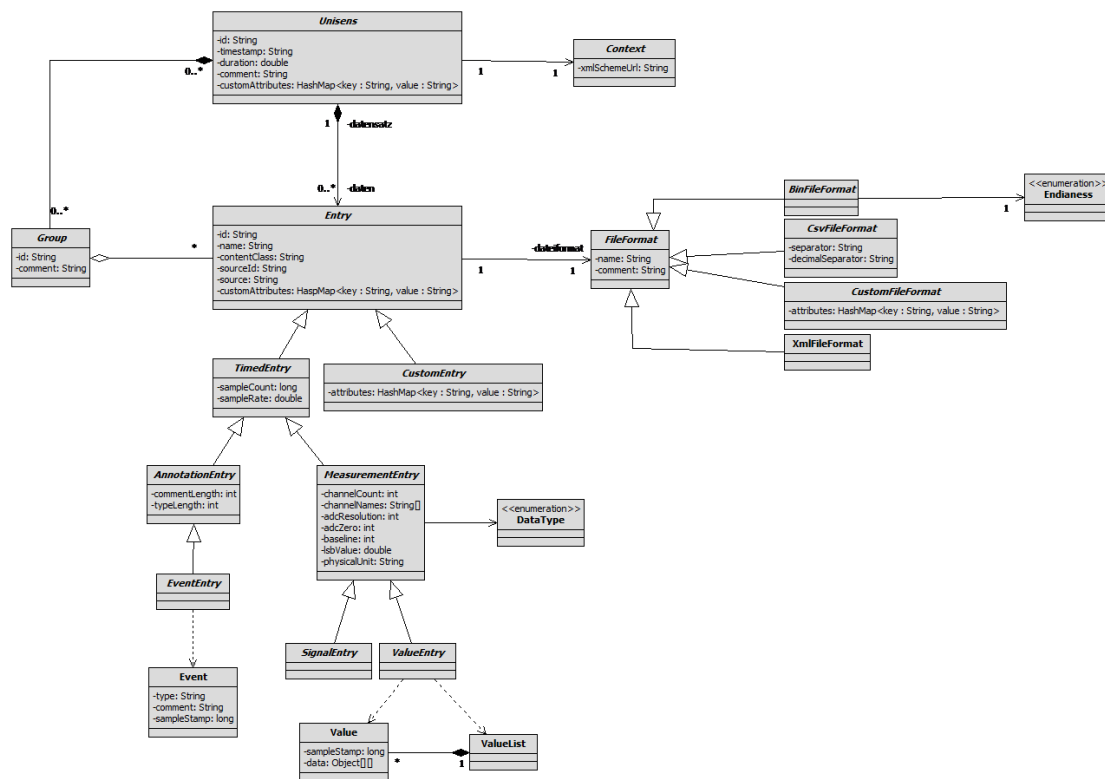 Unisens
-id: String
-timestamp: String
-duration: double
-comment: String
-customAttributes: HashMap<key : String, value : String>
Context
-xmlSchemeUrl: String
1
1
0..*
1
-datensatz
0..*
-daten
0..*
Group
-id: String
-comment: String
*
Entry
-id: String
-name: String
-contentClass: String
-sourceId: String
-source: String
-customAttributes: HaspMap<key : String, value : String>
-dateiformat
1
1
FileFormat
-name: String
-comment: String
BinFileFormat
1
<<enumeration>>
Endianess
CsvFileFormat
-separator: String
-decimalSeparator: String
CustomFileFormat
-attributes: HashMap<key : String, value : String>
XmlFileFormat
TimedEntry
-sampleCount: long
-sampleRate: double
CustomEntry
-attributes: HashMap<key : String, value : String>
AnnotationEntry
-commentLength: int
-typeLength: int
MeasurementEntry
-channelCount: int
-channelNames: String[]
-adcResolution: int
-adcZero: int
-baseline: int
-lsbValue: double
-physicalUnit: String
<<enumeration>>
DataType
EventEntry
SignalEntry
ValueEntry
Event
-type: String
-comment: String
-sampleStamp: long
Value
-sampleStamp: long
-data: Object[][]
*
1
ValueList